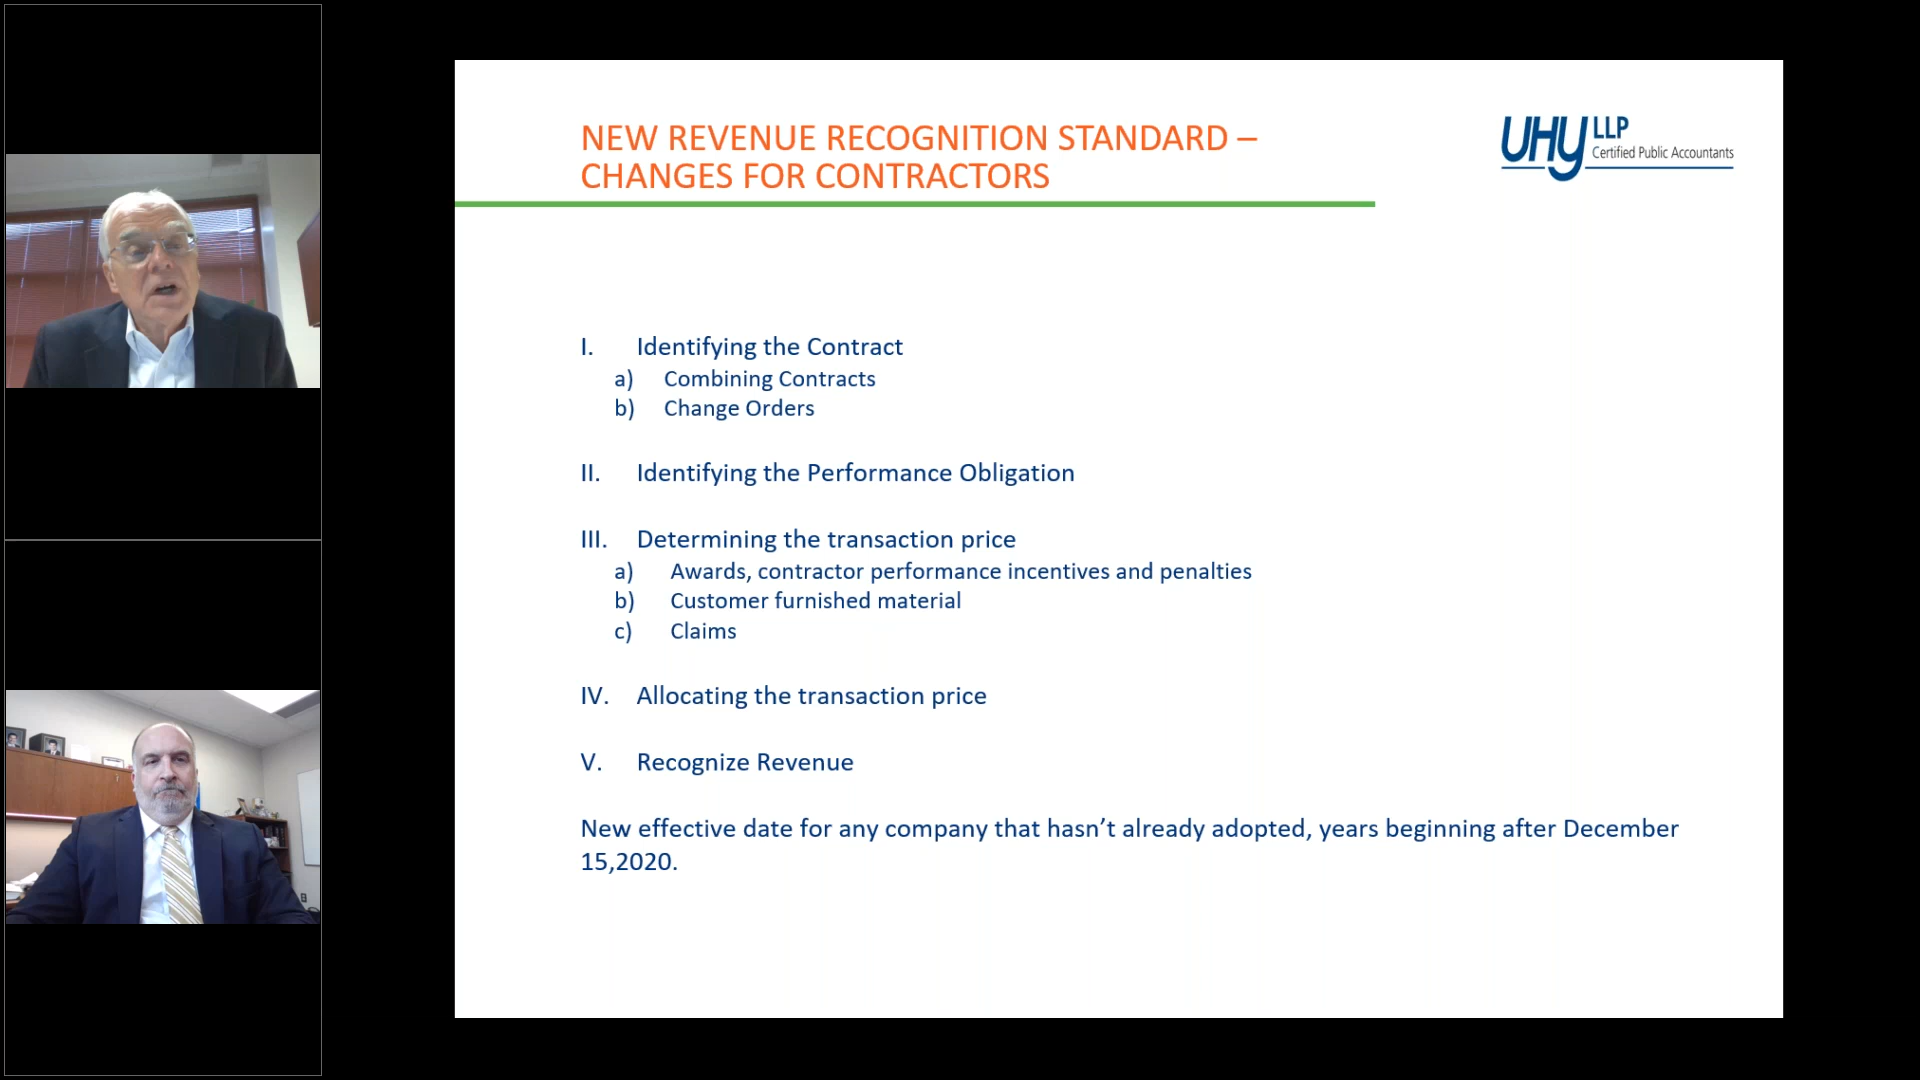 NEW REVENUE RECOGNITION STANDARD –
CHANGES FOR CONTRACTORS
UHY LLP
Certified Public Accountants
I. Identifying the Contract
a) Combining Contracts
b) Change Orders
II. Identifying the Performance Obligation
III. Determining the transaction price
a) Awards, contractor performance incentives and penalties
b) Customer furnished material
c) Claims
IV. Allocating the transaction price
V. Recognize Revenue
New effective date for any company that hasn’t already adopted, years beginning after December
15,2020.